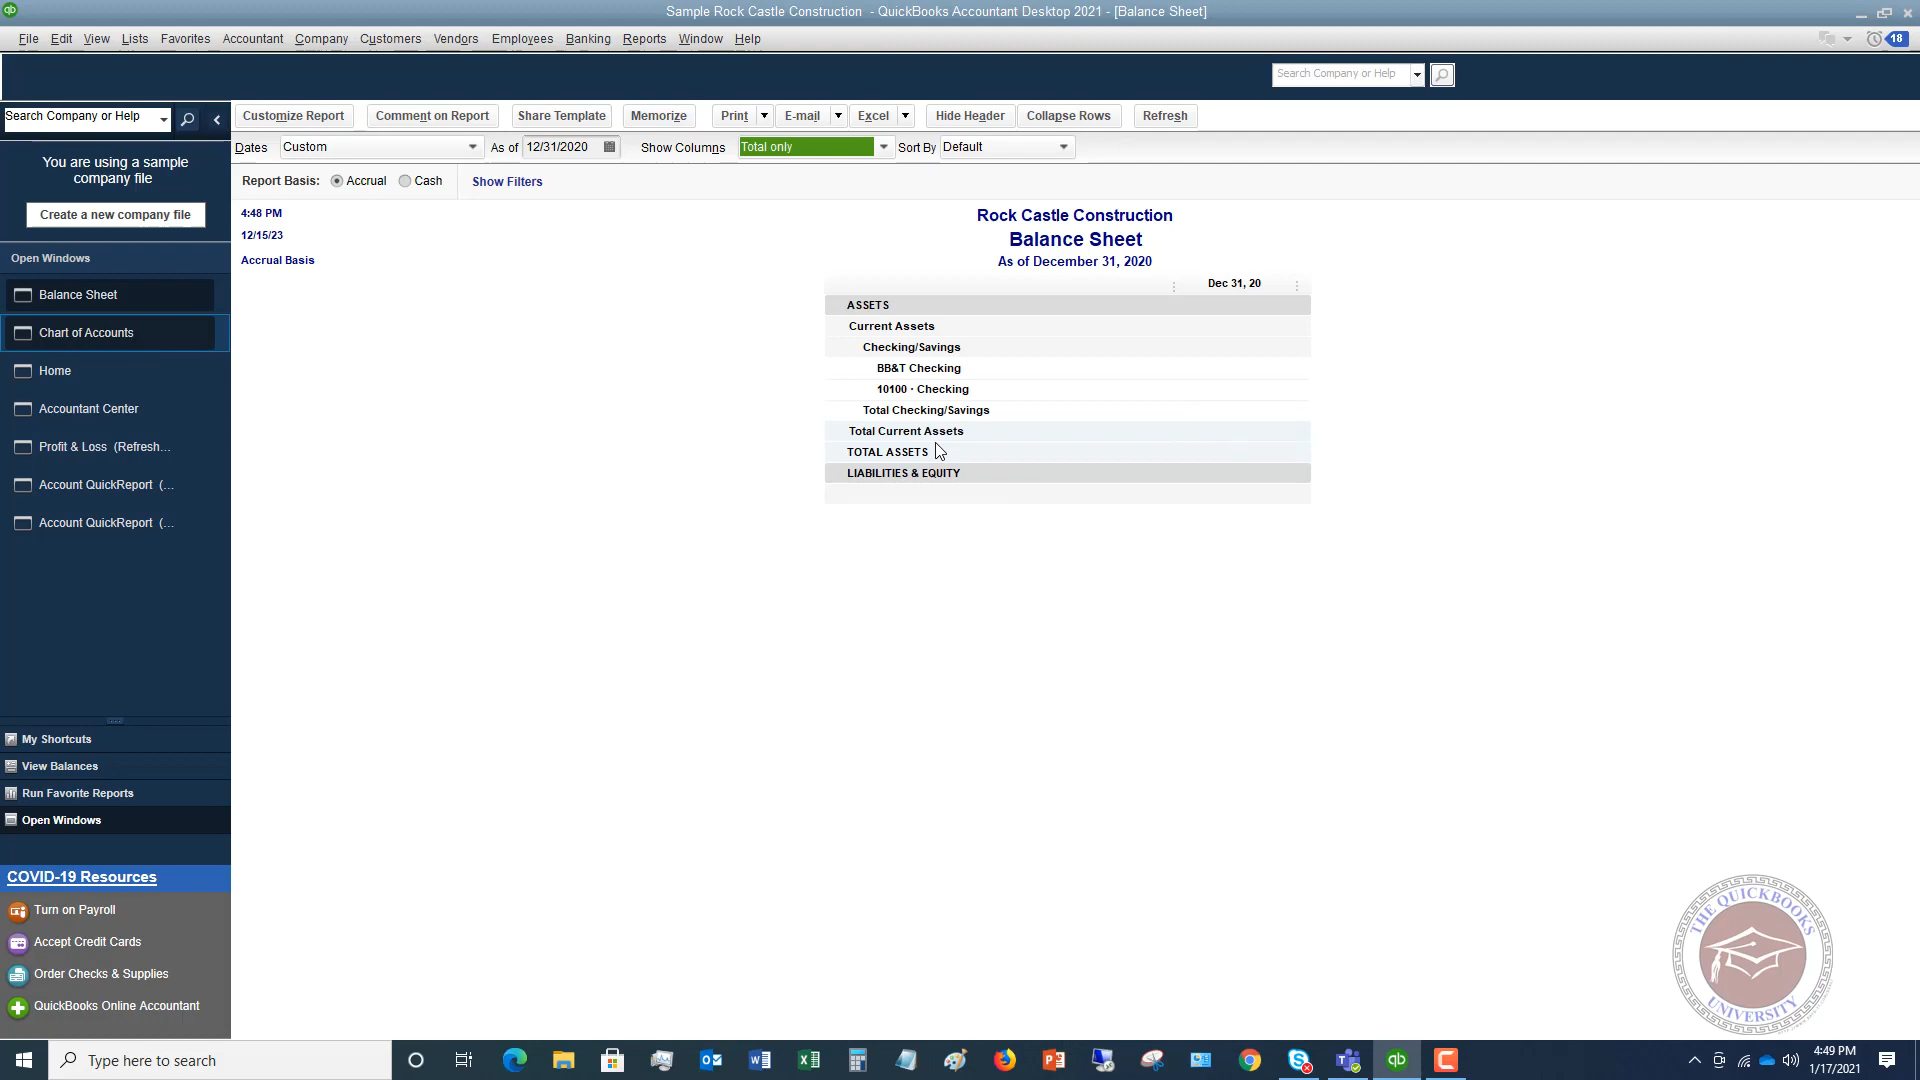 Sample Rock Castle Construction - QuickBooks Accountant Desktop 2021 - [Balance Sheet]
File Edit View Lists Favorites Accountant Company Customers Vendors Employees Banking Reports Window Help
18
Search Company or Help
Search Company or Help
Customize Report Comment on Report Share Template Memorize Print E-mail Excel Hide Header Collapse Rows Refresh
Dates Custom As of 12/31/2020 Show Columns Total only Sort By Default
Report Basis: Accrual Cash Show Filters
You are using a sample
company file
Create a new company file
Open Windows
Balance Sheet
Chart of Accounts
Home
Accountant Center
Profit & Loss (Refresh...
Account QuickReport (...
Account QuickReport (...
My Shortcuts
View Balances
Run Favorite Reports
Open Windows
COVID-19 Resources
Turn on Payroll
Accept Credit Cards
Order Checks & Supplies
QuickBooks Online Accountant
4:48 PM
12/15/23
Accrual Basis
Rock Castle Construction
Balance Sheet
As of December 31, 2020
Dec 31, 20
ASSETS
Current Assets
Checking/Savings
BB&T Checking
10100 · Checking
Total Checking/Savings
Total Current Assets
TOTAL ASSETS
LIABILITIES & EQUITY
THE QUICKBOOKS
UNIVERSITY
Type here to search
4:49 PM
1/17/2021